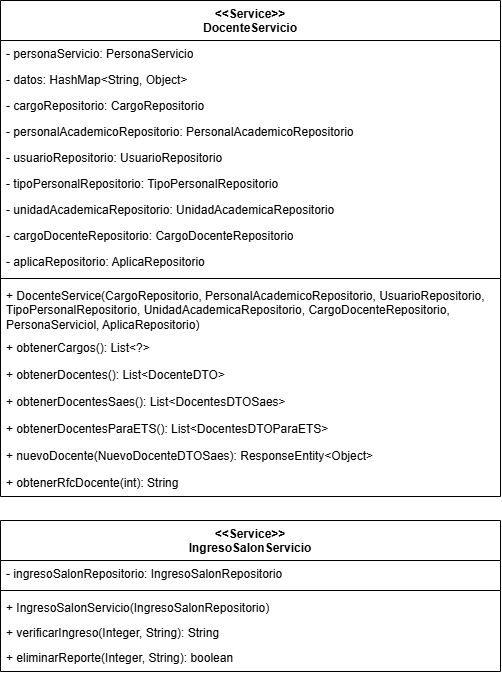 <<Service>>
DocenteServicio
- personaServicio: PersonaServicio
- datos: HashMap<String, Object>
- cargoRepositorio: CargoRepositorio
- personalAcademicoRepositorio: PersonalAcademicoRepositorio
- usuarioRepositorio: UsuarioRepositorio
- tipoPersonalRepositorio: TipoPersonalRepositorio
- unidadAcademicaRepositorio: UnidadAcademicaRepositorio
- cargoDocenteRepositorio: CargoDocenteRepositorio
- aplicaRepositorio: AplicaRepositorio
+ DocenteService(CargoRepositorio, PersonalAcademicoRepositorio, UsuarioRepositorio,
TipoPersonalRepositorio, UnidadAcademicaRepositorio, CargoDocenteRepositorio,
PersonaServiciol, AplicaRepositorio)
+ obtenerCargos(): List<?>
+ obtenerDocentes(): List<DocenteDTO>
+ obtenerDocentesSaes(): List<DocentesDTOSaes>
+ obtenerDocentesParaETS(): List<DocentesDTOParaETS>
+ nuevoDocente(NuevoDocenteDTOSaes): ResponseEntity<Object>
+ obtenerRfcDocente(int): String
<<Service>>
IngresoSalonServicio
- ingresoSalonRepositorio: IngresoSalonRepositorio
+ IngresoSalonServicio(IngresoSalonRepositorio)
+ verificarIngreso(Integer, String): String
+ eliminarReporte(Integer, String): boolean